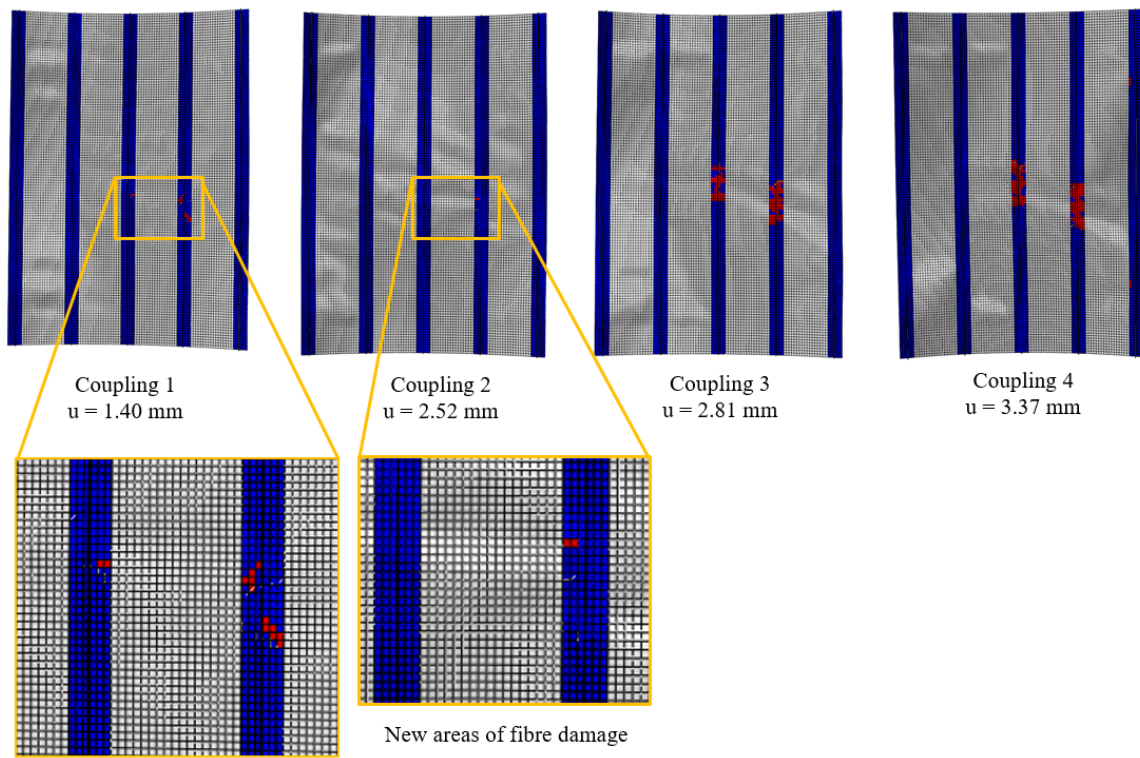 Coupling 1
u = 1.40 mm
Coupling 2
u = 2.52 mm
Coupling 3
u = 2.81 mm
Coupling 4
u = 3.37 mm
New areas of fibre damage